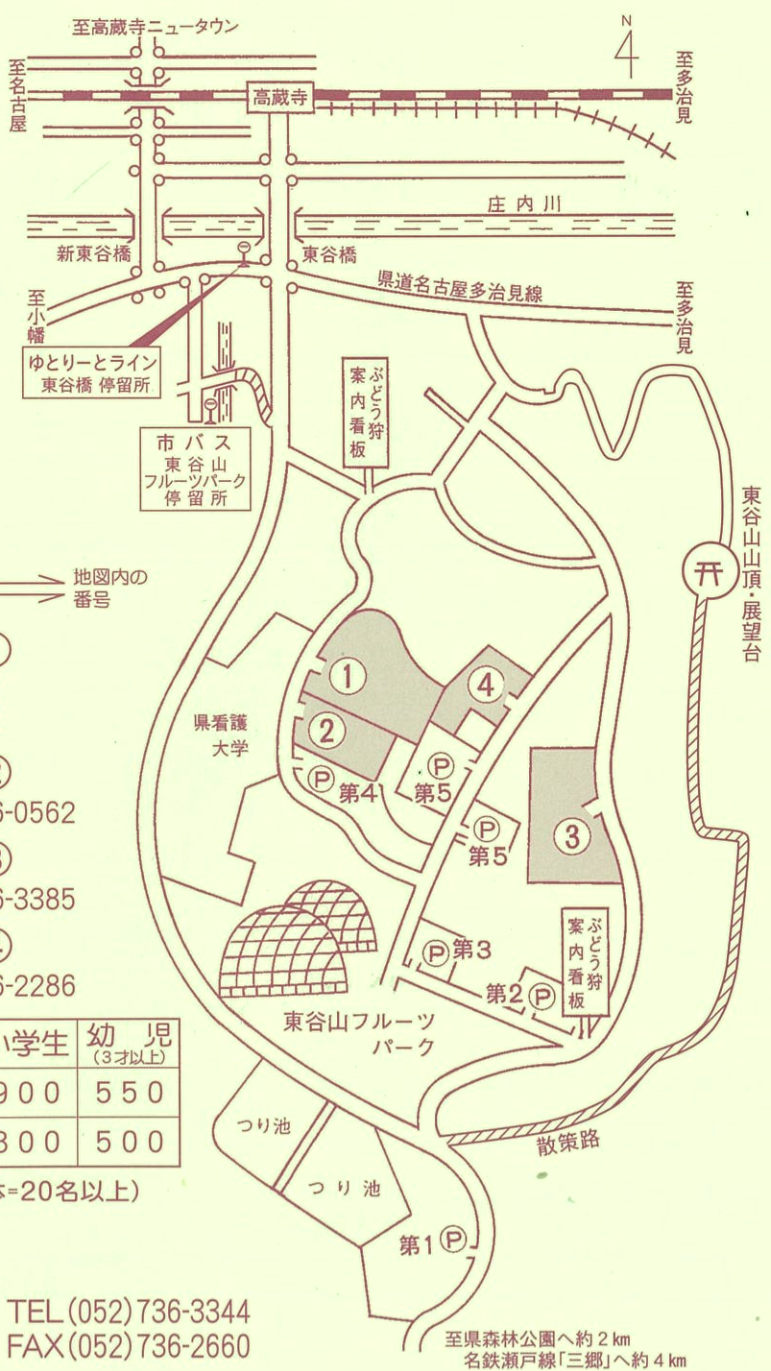 至高蔵寺ニュータウン
N
至名古屋
高蔵寺
至多治見
庄内川
新東谷橋
東谷橋
県道名古屋多治見線
至小幡
至多治見
ゆとりーとライン
東谷橋 停留所
ぶどう狩
案内看板
市バス
東谷山
フルーツパーク
停留所
東谷山山頂・展望台
地図内の
番号
①
④
県看護
大学
②
Ⓟ
第4
Ⓟ
第5
Ⓟ
第5
③
6-0562
6-3385
6-2286
Ⓟ第3
第2Ⓟ
ぶどう狩
案内看板
東谷山フルーツ
パーク
小学生 幼児
(3才以上)
900 550
800 500
=20名以上)
つり池
つり池
散策路
第1Ⓟ
TEL(052)736-3344
FAX(052)736-2660
至県森林公園へ約2km
名鉄瀬戸線「三郷」へ約4km